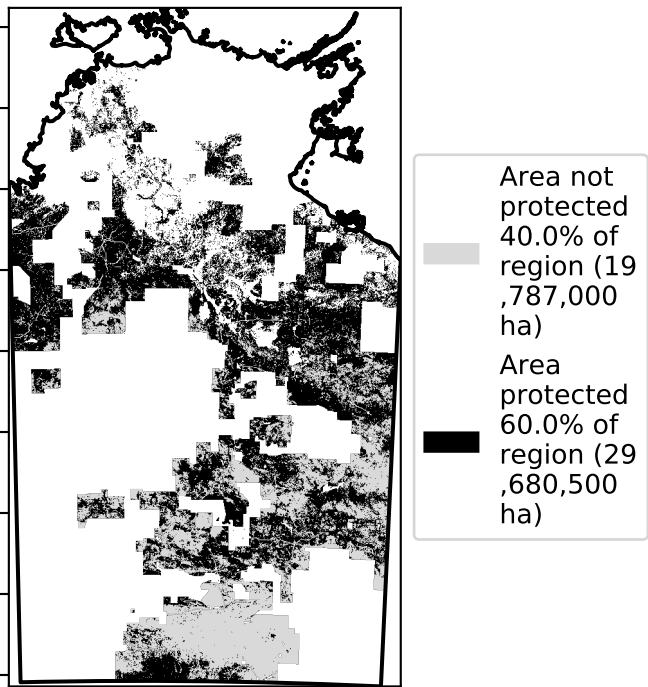 Area not
protected
40.0% of
region (19
,787,000
ha)
Area
protected
60.0% of
region (29
,680,500
ha)